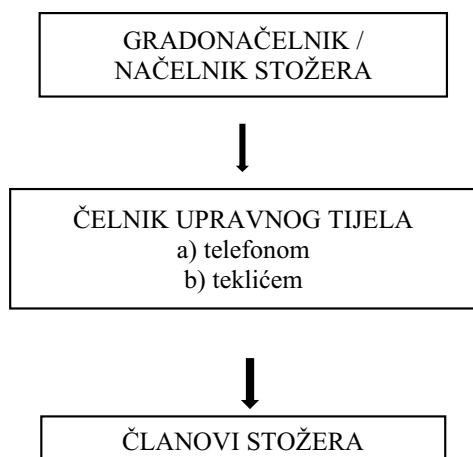 GRADONAČELNIK /
NAČELNIK STOŽERA
ČELNIK UPRAVNOG TIJELA
a) telefonom
b) teklićem
ČLANOVI STOŽERA